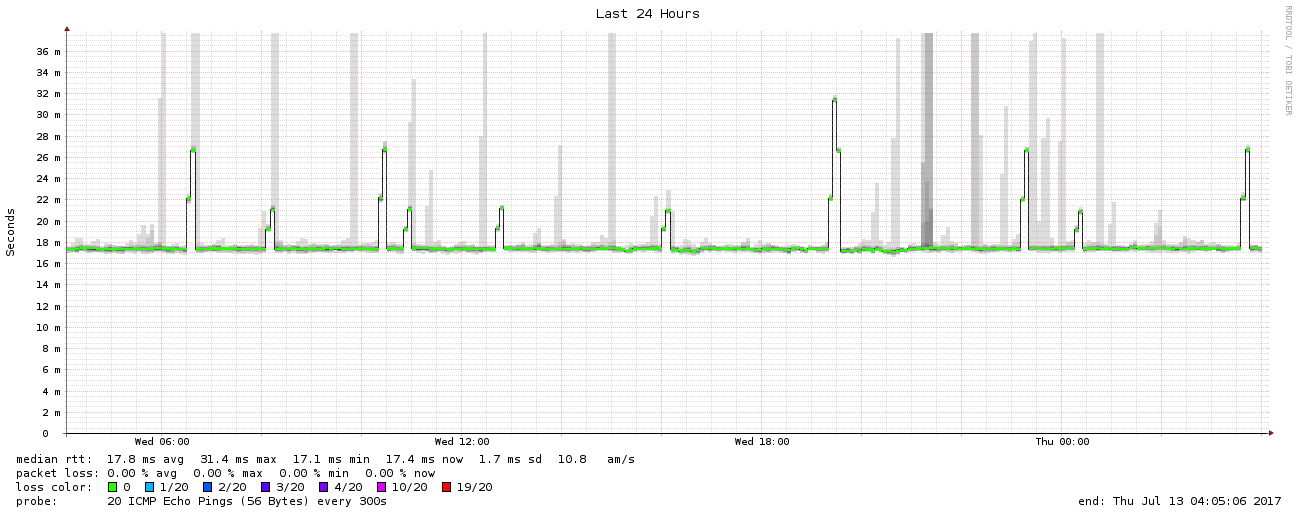 Last 24 Hours
RRDTOOL / TOBI OETIKER
Seconds
36 m
34 m
32 m
30 m
28 m
26 m
24 m
22 m
20 m
18 m
16 m
14 m
12 m
10 m
8 m
6 m
4 m
2 m
0
Wed 06:00 Wed 12:00 Wed 18:00 Thu 00:00
median rtt: 17.8 ms avg 31.4 ms max 17.1 ms min 17.4 ms now 1.7 ms sd 10.8 am/s
packet loss: 0.00 % avg 0.00 % max 0.00 % min 0.00 % now
loss color: 0 1/20 2/20 3/20 4/20 10/20 19/20
probe: 20 ICMP Echo Pings (56 Bytes) every 300s end: Thu Jul 13 04:05:06 2017